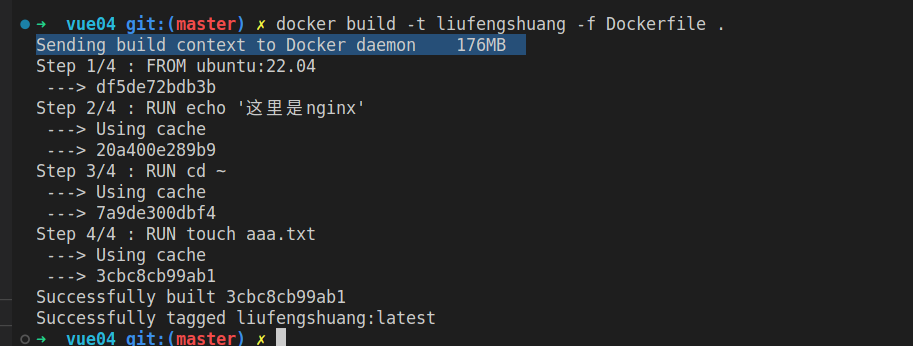 ➜ vue04 git:(master) ✗ docker build -t liufengshuang -f Dockerfile .
Sending build context to Docker daemon    176MB
Step 1/4 : FROM ubuntu:22.04
 ---> df5de72bdb3b
Step 2/4 : RUN echo '这里是nginx'
 ---> Using cache
 ---> 20a400e289b9
Step 3/4 : RUN cd ~
 ---> Using cache
 ---> 7a9de300dbf4
Step 4/4 : RUN touch aaa.txt
 ---> Using cache
 ---> 3cbc8cb99ab1
Successfully built 3cbc8cb99ab1
Successfully tagged liufengshuang:latest
➜ vue04 git:(master) ✗